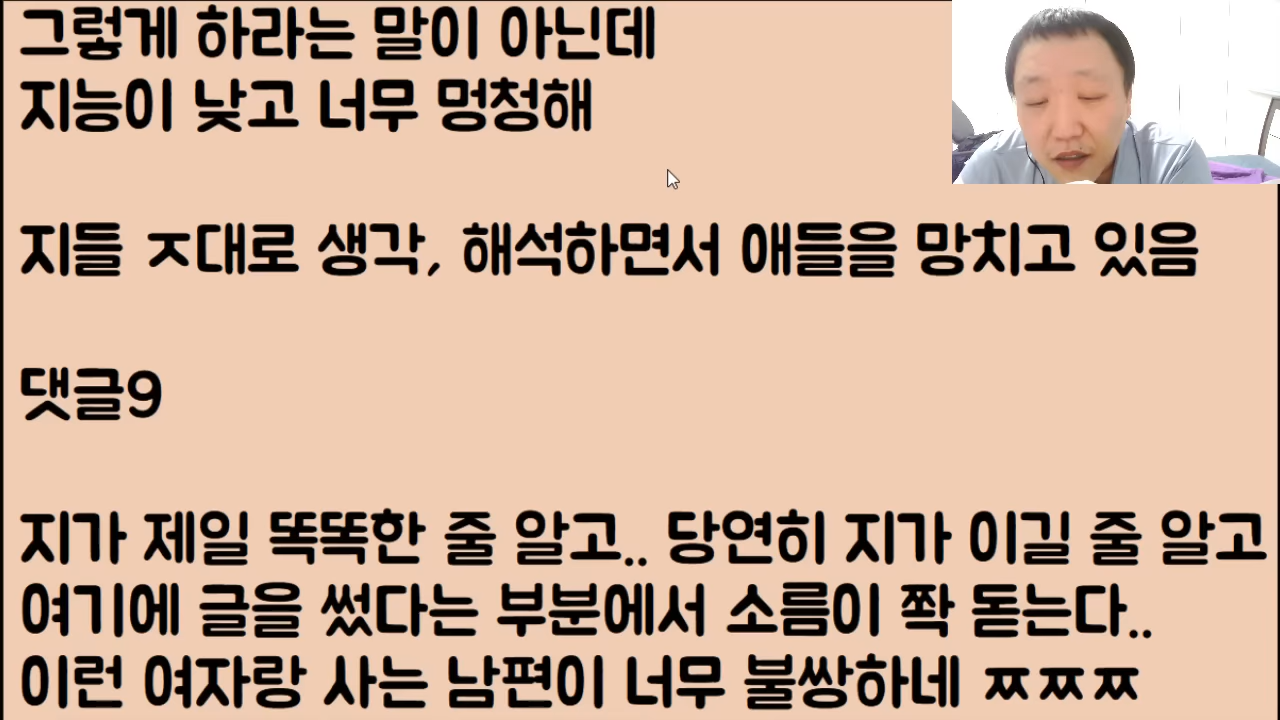 그렇게 하라는 말이 아닌데
지능이 낮고 너무 멍청해
지들 ㅈ대로 생각, 해석하면서 애들을 망치고 있음
댓글9
지가 제일 똑똑한 줄 알고.. 당연히 지가 이길 줄 알고
여기에 글을 썼다는 부분에서 소름이 쫙 돋는다..
이런 여자랑 사는 남편이 너무 불쌍하네 ㅉㅉㅉ